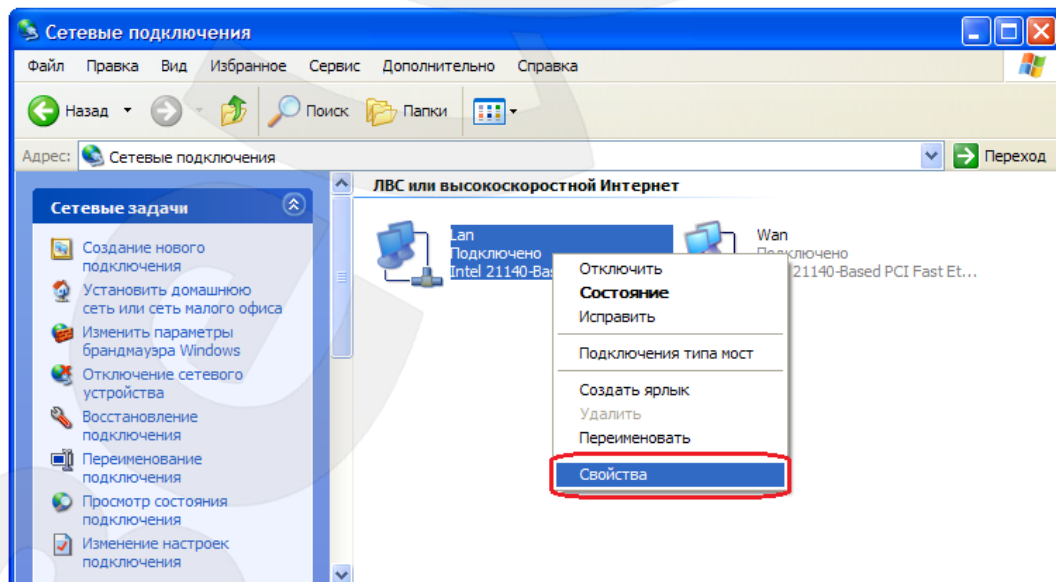 Сетевые подключения
Файл Правка Вид Избранное Сервис Дополнительно Справка
Назад Поиск Папки
Адрес: Сетевые подключения Переход
Сетевые задачи
Создание нового
подключения
Установить домашнюю
сеть или сеть малого офиса
Изменить параметры
брандмауэра Windows
Отключение сетевого
устройства
Восстановление
подключения
Переименование
подключения
Просмотр состояния
подключения
Изменение настроек
подключения
ЛВС или высокоскоростной Интернет
Lan
Подключено
Intel 21140-Ba
Wan
ключено
21140-Based PCI Fast Et...
Отключить
Состояние
Исправить
Подключения типа мост
Создать ярлык
Удалить
Переименовать
Свойства